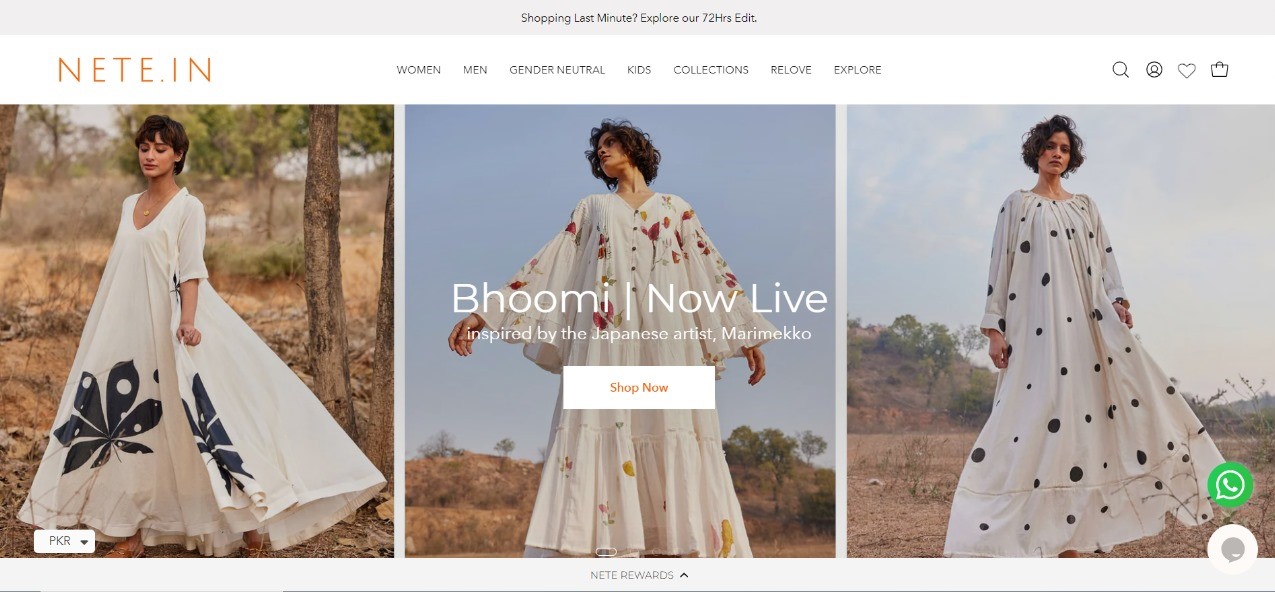 Shopping Last Minute? Explore our 72Hrs Edit.
NETE.IN
WOMEN MEN GENDER NEUTRAL KIDS COLLECTIONS RELOVE EXPLORE
Bhoomi | Now Live
inspired by the Japanese artist, Marimekko
Shop Now
PKR
NETE REWARDS